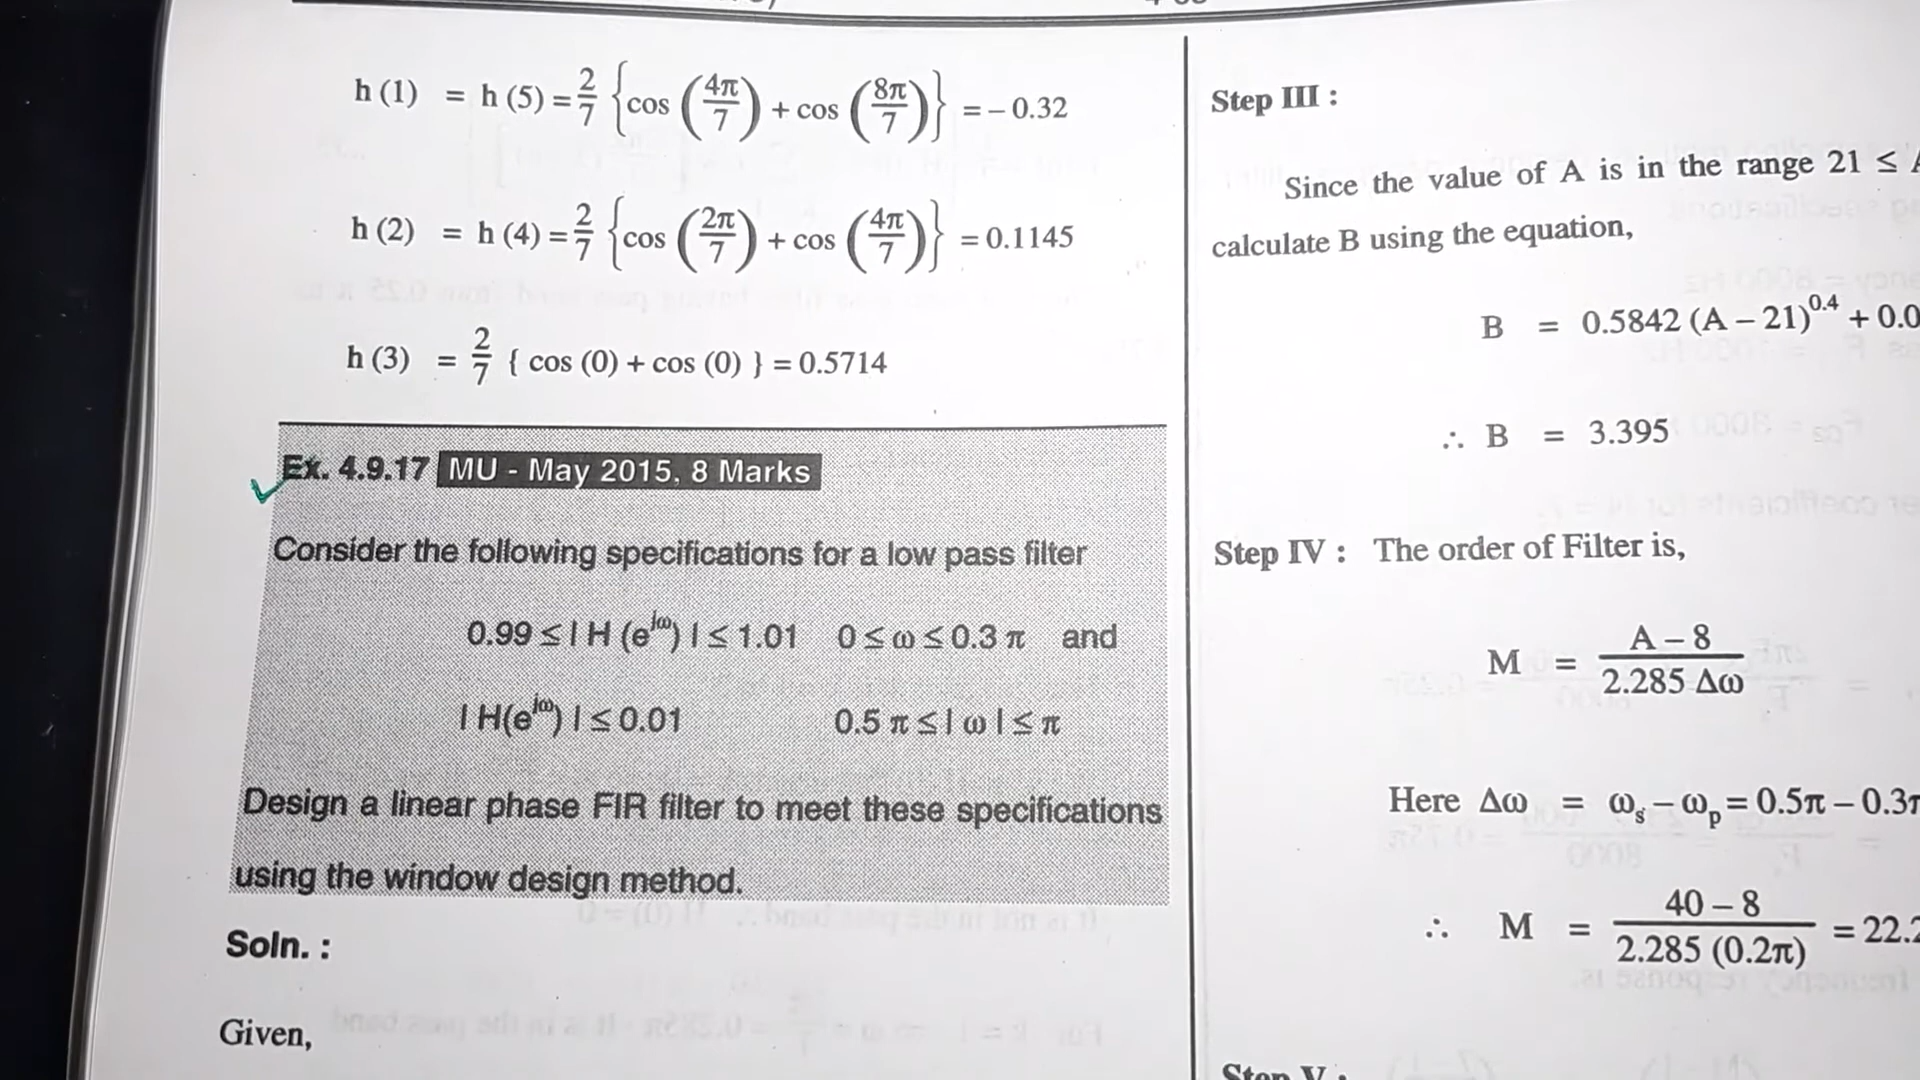 h (1) = h (5) = 2/7 { cos (4π/7) + cos (8π/7) } = – 0.32
h (2) = h (4) = 2/7 { cos (2π/7) + cos (4π/7) } = 0.1145
h (3) = 2/7 { cos (0) + cos (0) } = 0.5714
Ex. 4.9.17 MU - May 2015, 8 Marks
Consider the following specifications for a low pass filter
0.99 ≤ | H (e^jω) | ≤ 1.01 0 ≤ ω ≤ 0.3 π and
| H(e^jω) | ≤ 0.01 0.5 π ≤ | ω | ≤ π
Design a linear phase FIR filter to meet these specifications
using the window design method.
Soln. :
Given,
Step III :
Since the value of A is in the range 21 ≤
calculate B using the equation,
B = 0.5842 (A – 21)^0.4 + 0.0
∴ B = 3.395
Step IV : The order of Filter is,
M = (A – 8)/(2.285 Δω)
Here Δω = ω_s – ω_p = 0.5π – 0.3π
∴ M = (40 – 8)/(2.285 (0.2π)) = 22.2
Step V :